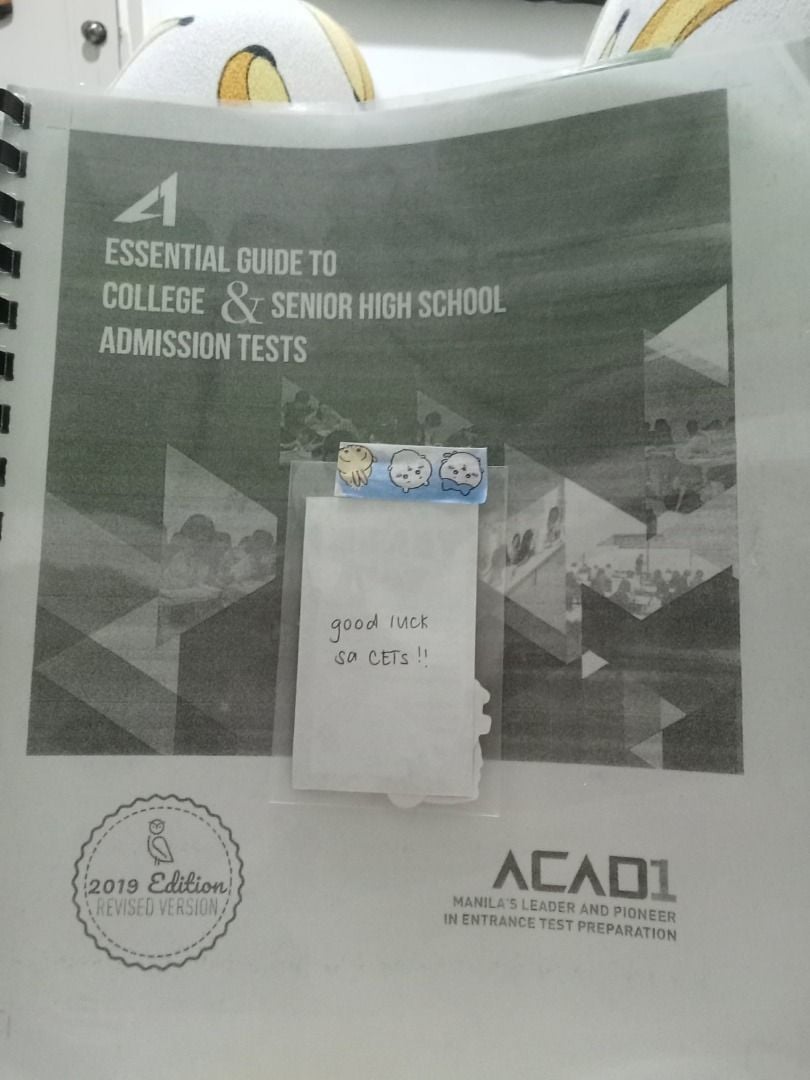 ESSENTIAL GUIDE TO
COLLEGE & SENIOR HIGH SCHOOL
ADMISSION TESTS
good luck
sa CETs !!
2019 Edition
REVISED VERSION
ACAD1
MANILA'S LEADER AND PIONEER
IN ENTRANCE TEST PREPARATION